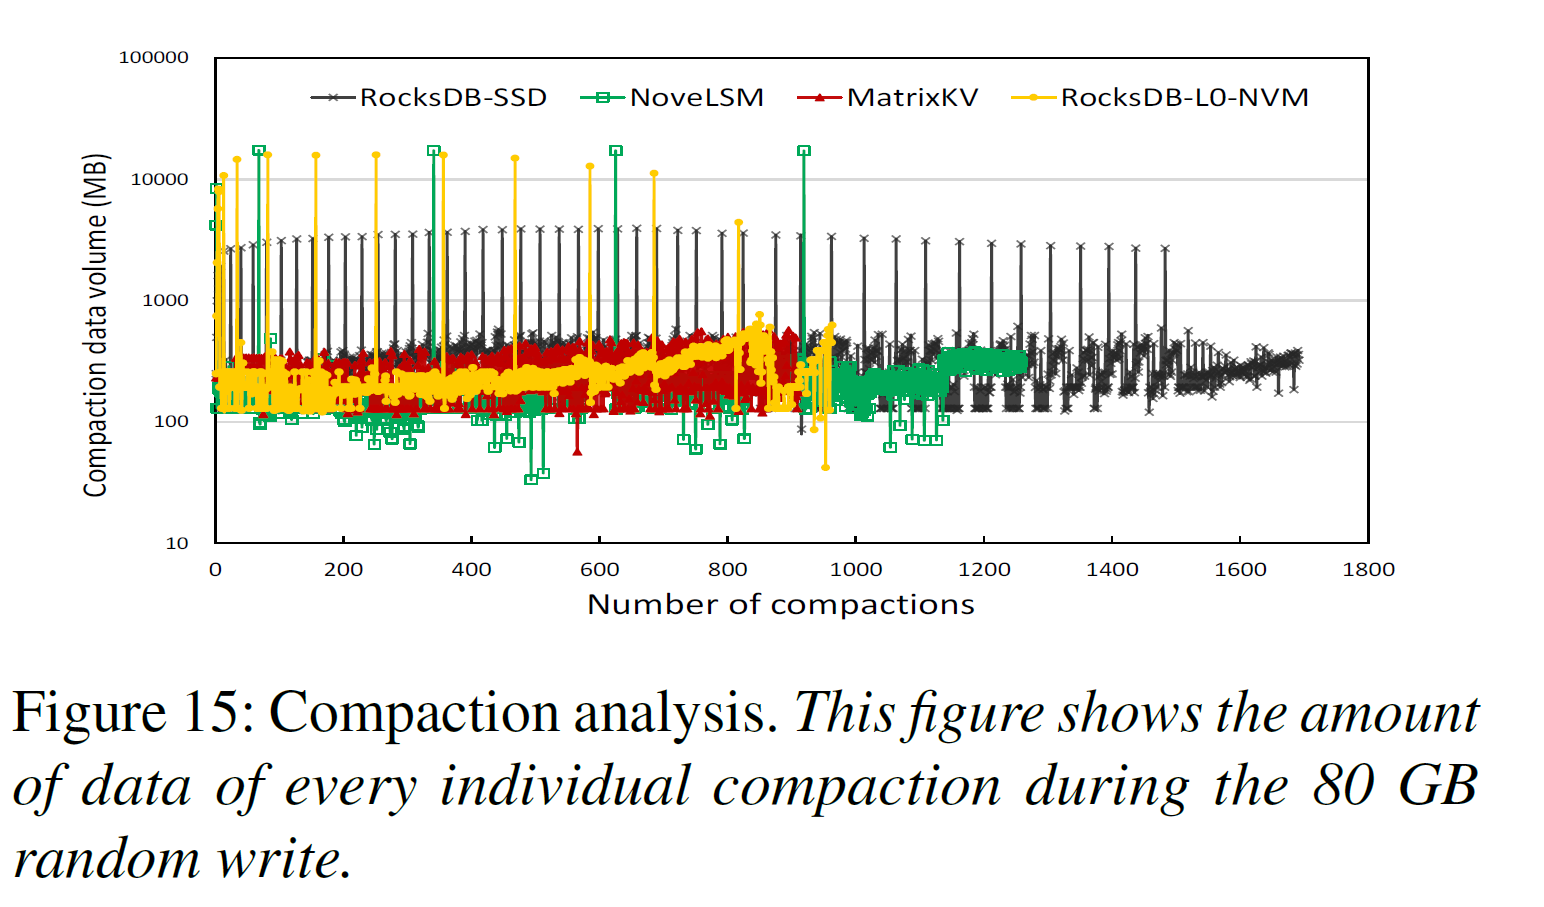 100000
RocksDB-SSD NoveLSM MatrixKV RocksDB-L0-NVM
10000
1000
100
10
Compaction data volume (MB)
0 200 400 600 800 1000 1200 1400 1600 1800
Number of compactions
Figure 15: Compaction analysis. This figure shows the amount
of data of every individual compaction during the 80 GB
random write.